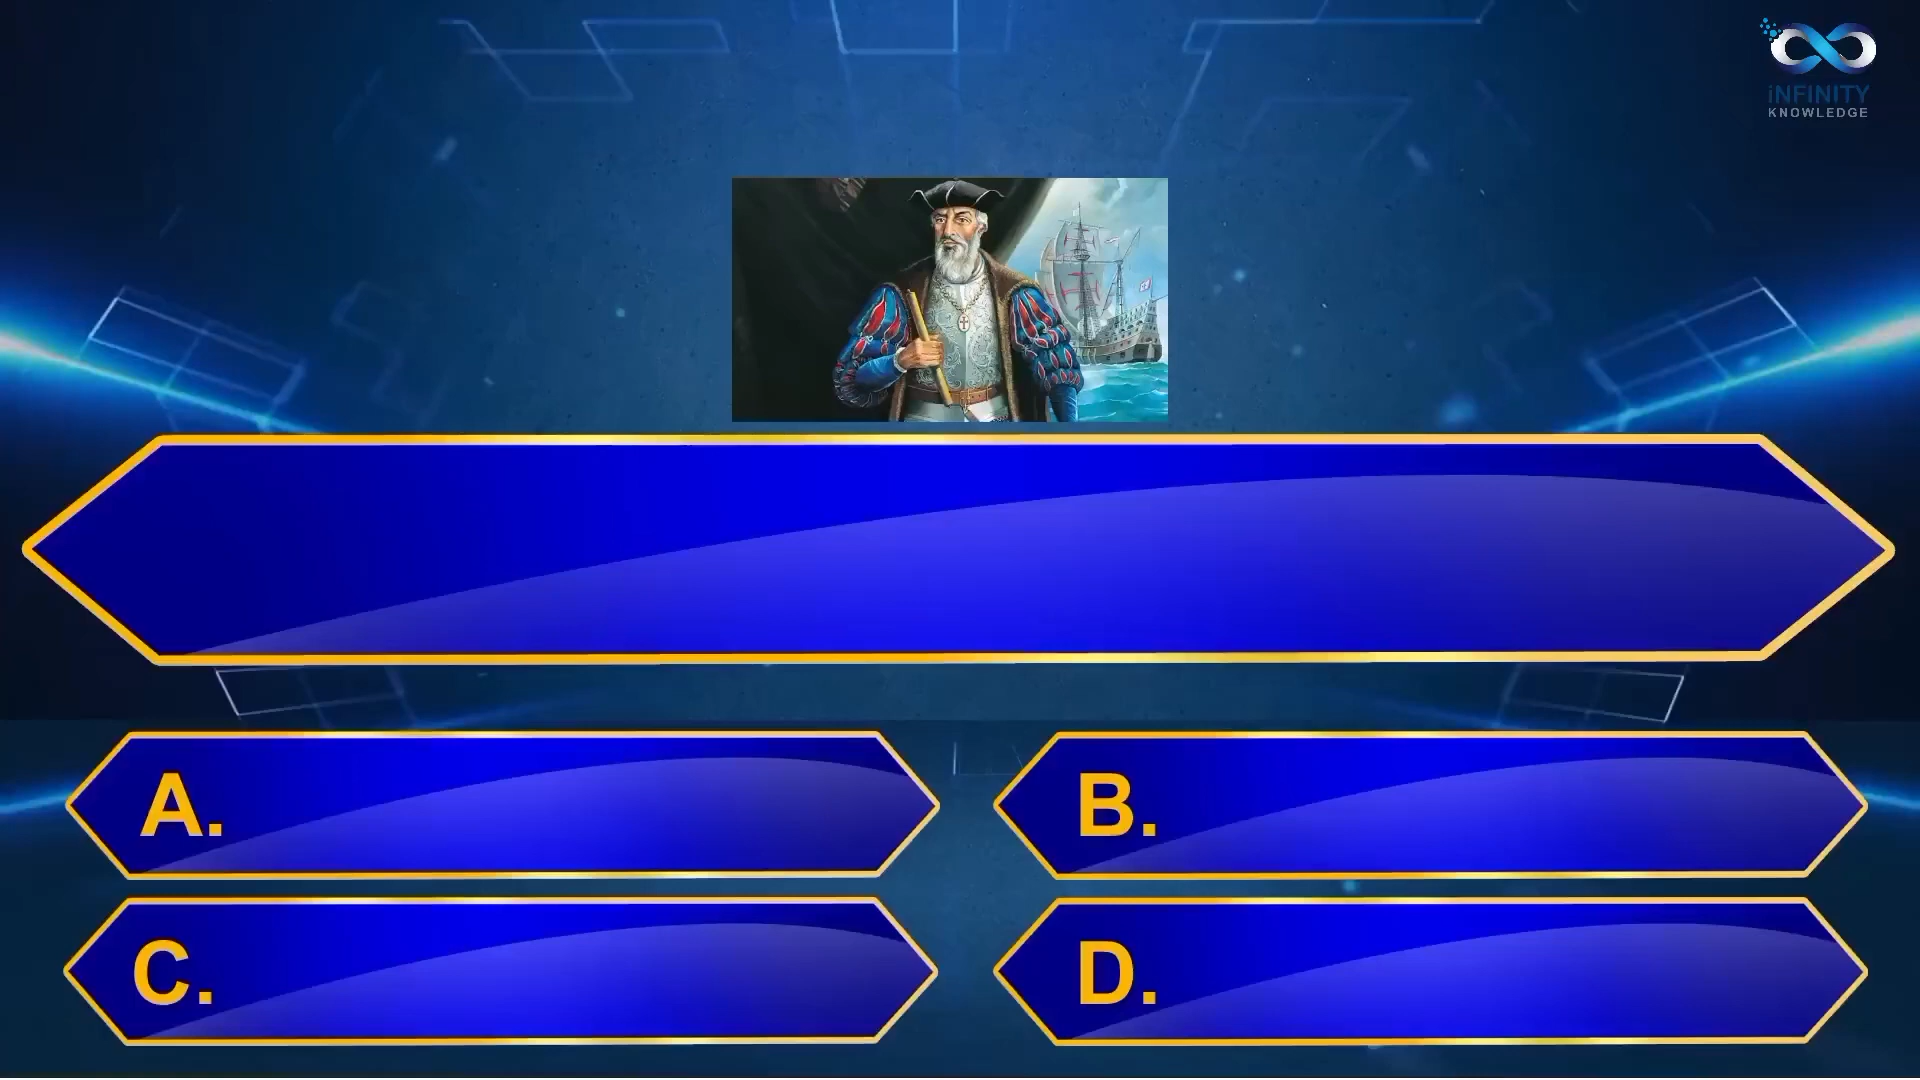 iNFINITY
KNOWLEDGE
A.
B.
C.
D.